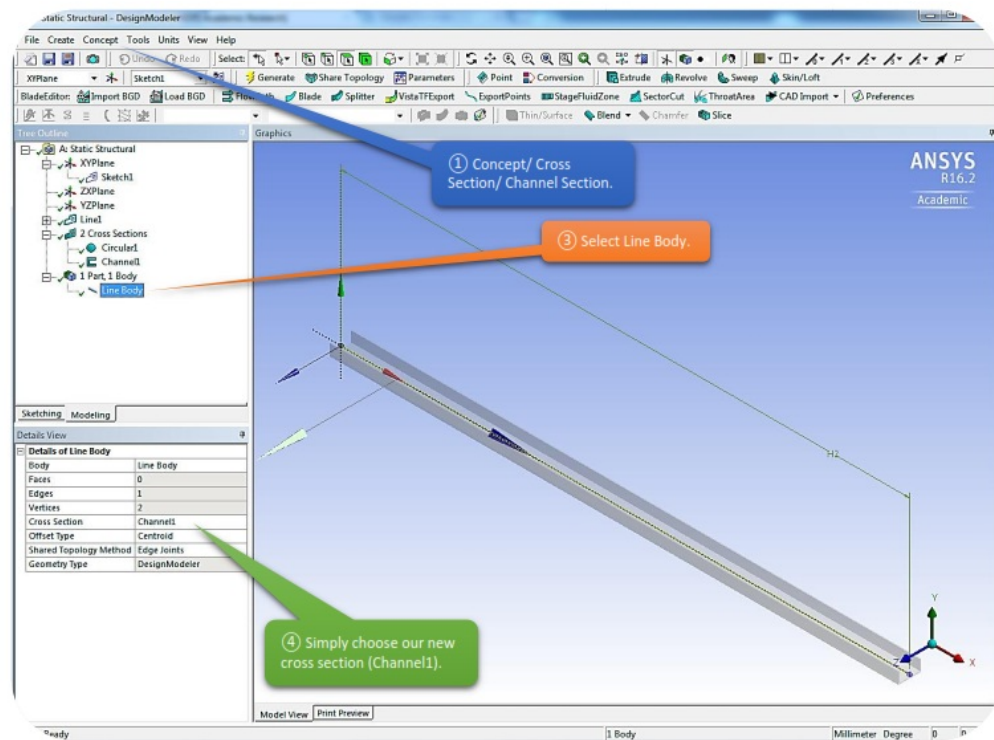 Static Structural - DesignModeler
File Create Concept Tools Units View Help
Undo Redo Select:
XYPlane Sketch1 Generate Share Topology Parameters Point Conversion Extrude Revolve Sweep Skin/Loft
BladeEditor: Import BGD Load BGD Blade Splitter VistaTFExport ExportPoints StageFluidZone SectorCut ThroatArea CAD Import Preferences
Thin/Surface Blend Chamfer Slice
Tree Outline
A: Static Structural
XYPlane
Sketch1
ZXPlane
YZPlane
Line1
2 Cross Sections
Circular1
Channel1
1 Part, 1 Body
Line Body
Sketching Modeling
Details View
Details of Line Body
Body Line Body
Faces 0
Edges 1
Vertices 2
Cross Section Channel1
Offset Type Centroid
Shared Topology Method Edge Joints
Geometry Type DesignModeler
Graphics
① Concept/ Cross
Section/ Channel Section.
ANSYS
R16.2
Academic
③ Select Line Body.
H2
④ Simply choose our new
cross section (Channel1).
Y
Z
X
Model View Print Preview
Ready 1 Body Millimeter Degree 0